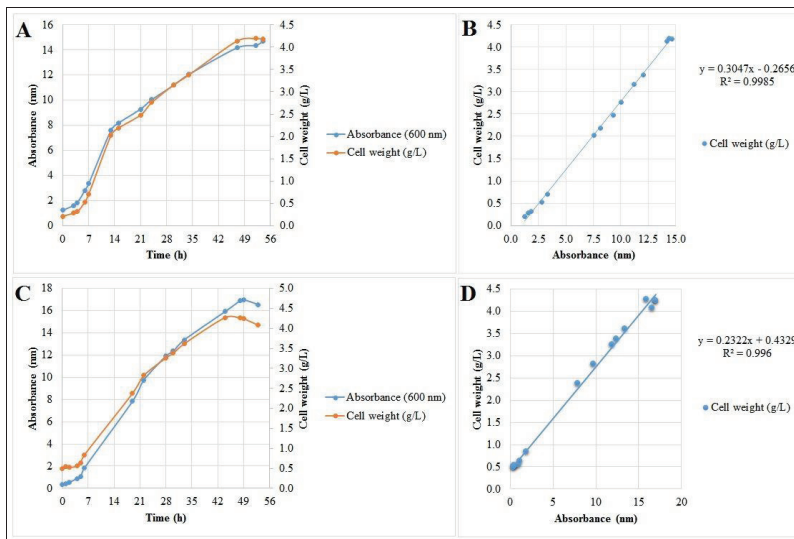 A
Absorbance (nm)
16
14
12
10
8
6
4
2
0
4.5
4.0
3.5
3.0
2.5
2.0
1.5
1.0
0.5
0.0
Cell weight (g/L)
0 7 14 21 28 35 42 49 56
Time (h)
Absorbance (600 nm)
Cell weight (g/L)
B
Cell weight (g/L)
4.5
4.0
3.5
3.0
2.5
2.0
1.5
1.0
0.5
0.0
0.0 2.5 5.0 7.5 10.0 12.5 15.0
Absorbance (nm)
y = 0.3047x - 0.2656
R² = 0.9985
Cell weight (g/L)
C
Absorbance (nm)
18
16
14
12
10
8
6
4
2
0
5.0
4.5
4.0
3.5
3.0
2.5
2.0
1.5
1.0
0.5
0.0
Cell weight (g/L)
0 7 14 21 28 35 42 49 56
Time (h)
Absorbance (600 nm)
Cell weight (g/L)
D
Cell weight (g/L)
4.5
4.0
3.5
3.0
2.5
2.0
1.5
1.0
0.5
0.0
0 5 10 15 20
Absorbance (nm)
y = 0.2322x + 0.4329
R² = 0.996
Cell weight (g/L)